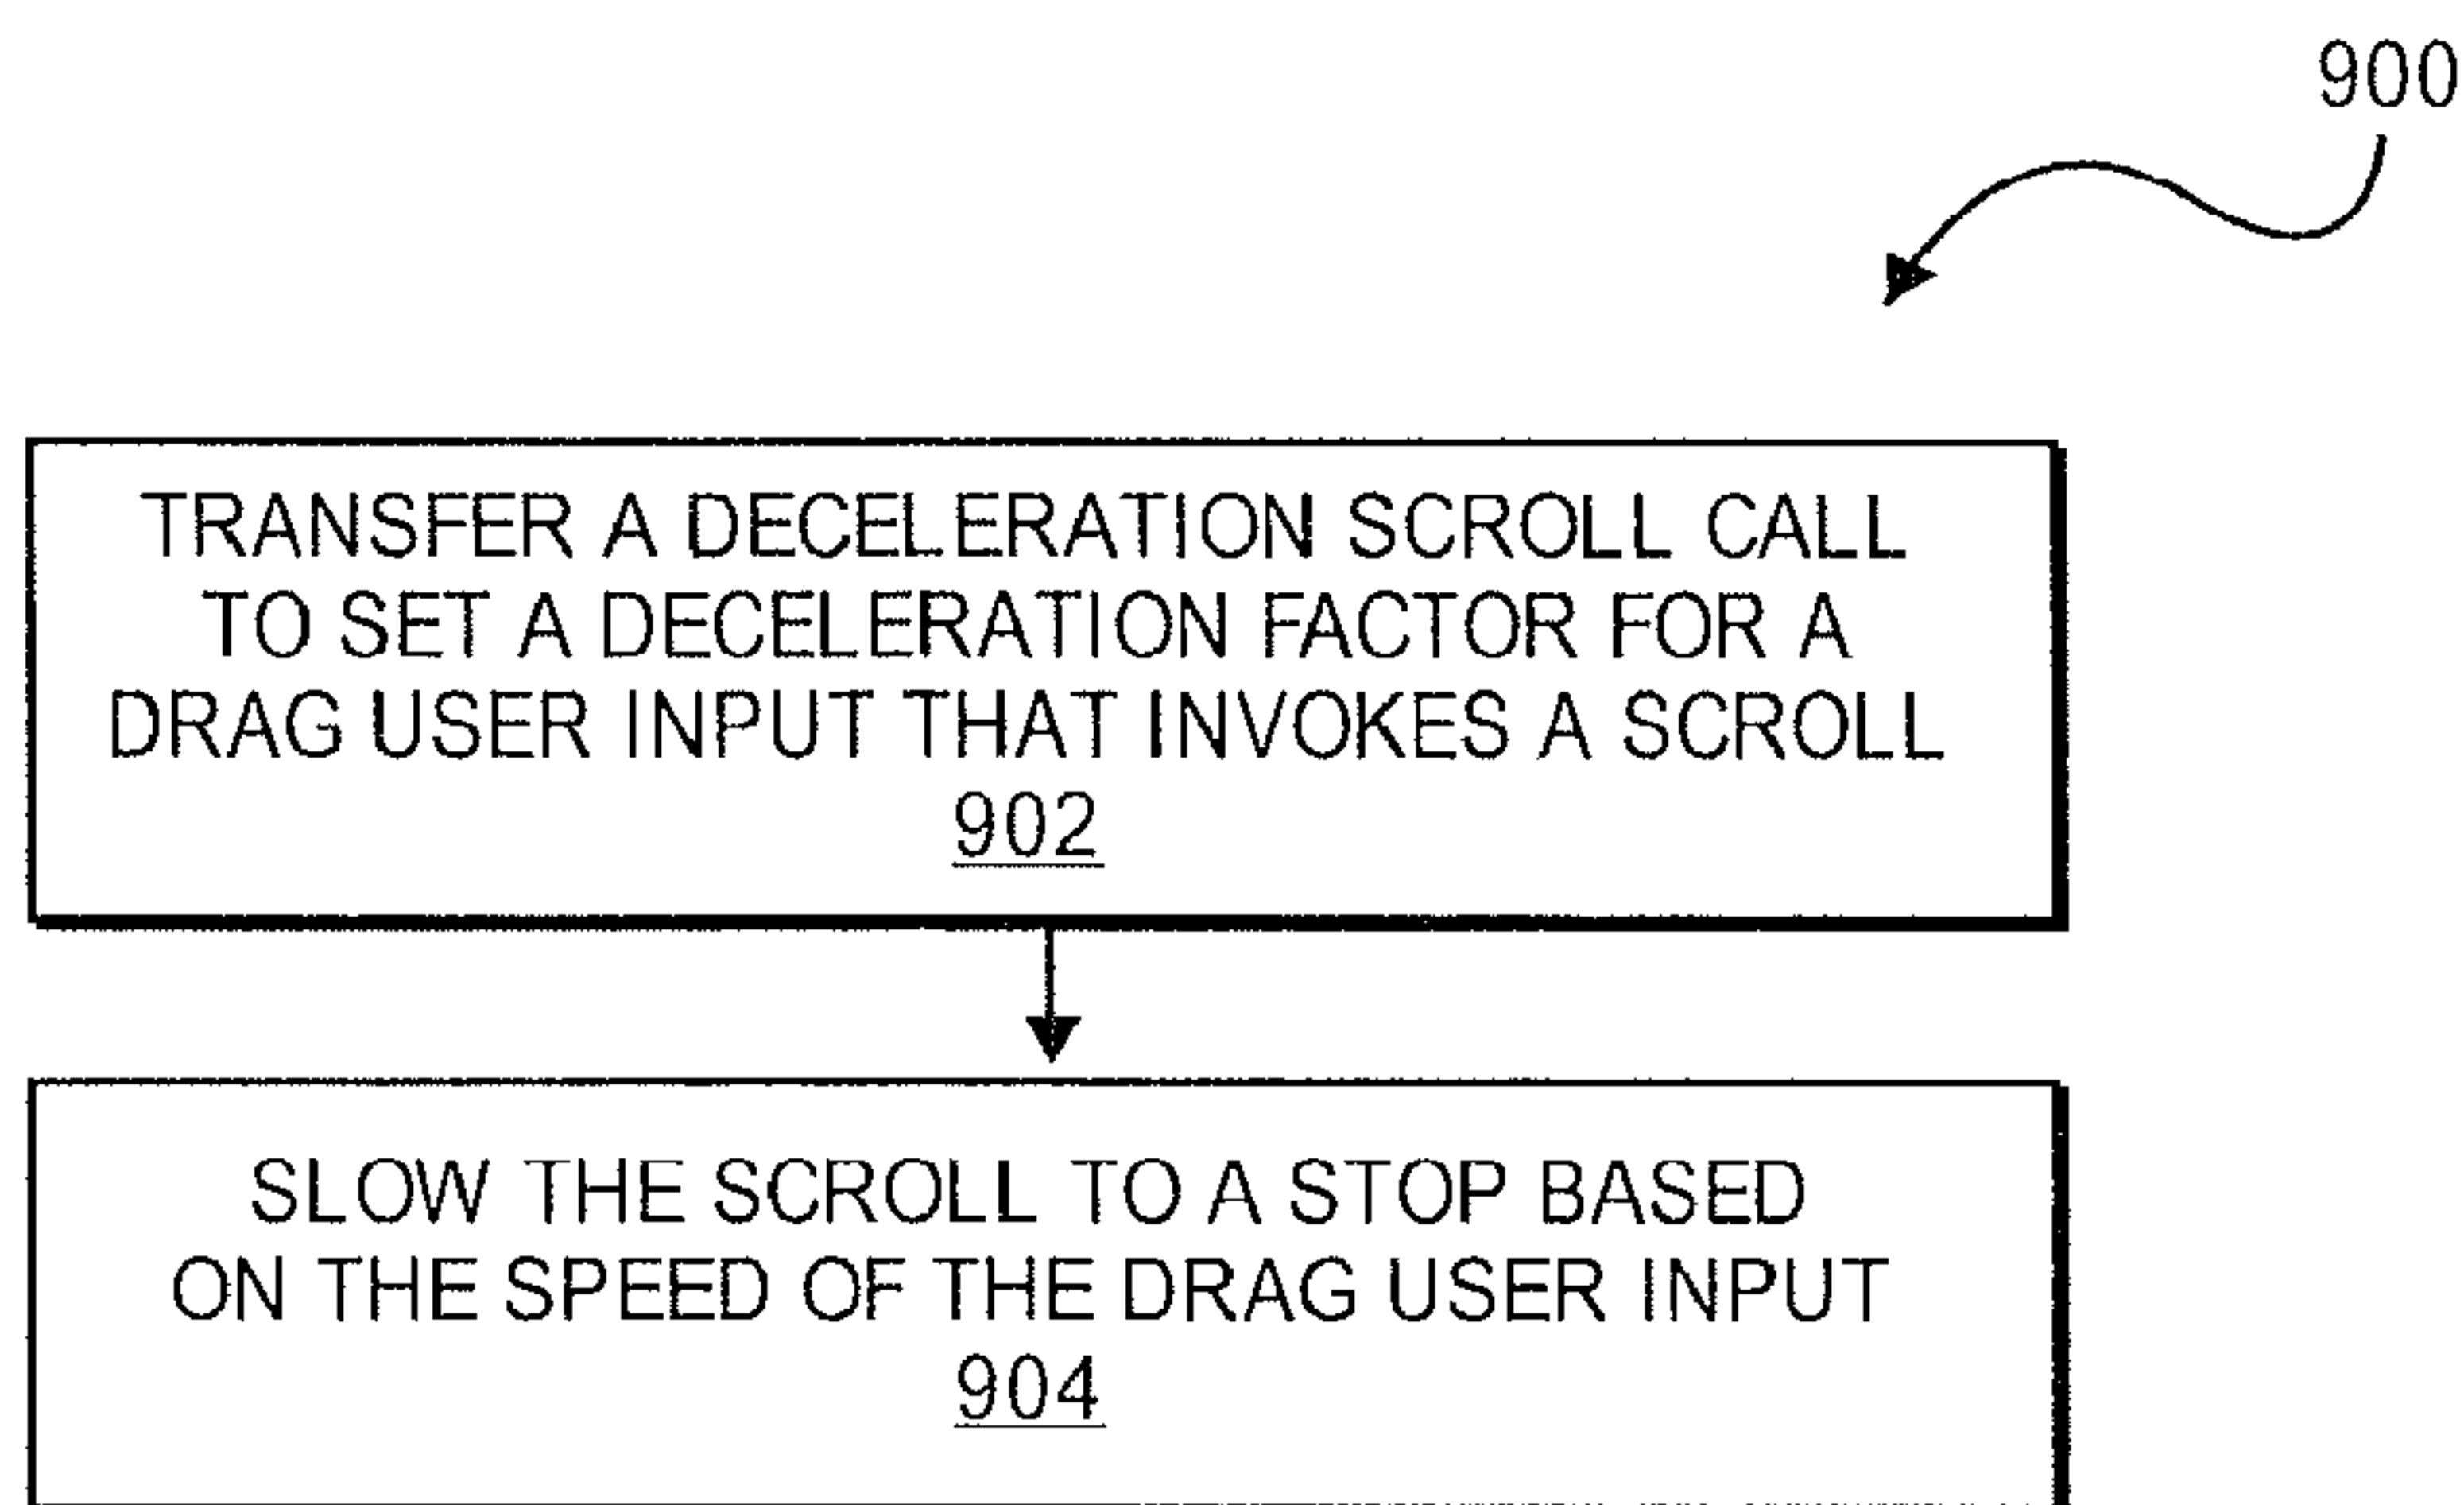 900
TRANSFER A DECELERATION SCROLL CALL
TO SET A DECELERATION FACTOR FOR A
DRAG USER INPUT THAT INVOKES A SCROLL
902
SLOW THE SCROLL TO A STOP BASED
ON THE SPEED OF THE DRAG USER INPUT
904